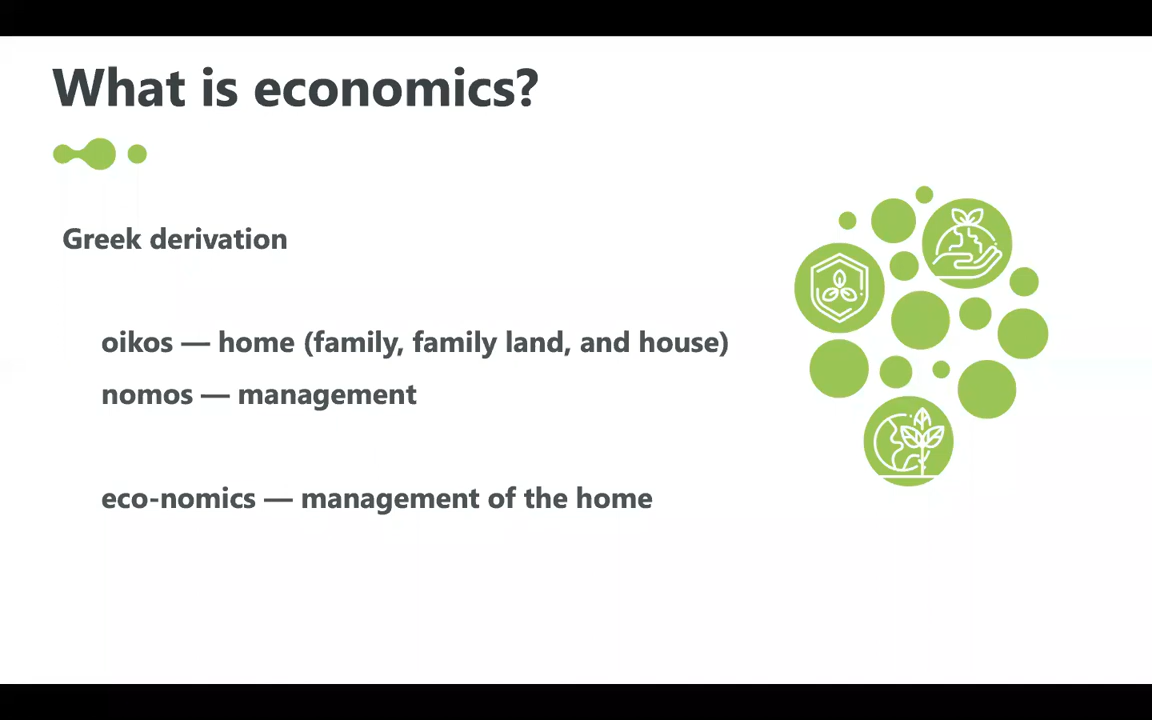 What is economics?
Greek derivation
oikos — home (family, family land, and house)
nomos — management
eco-nomics — management of the home